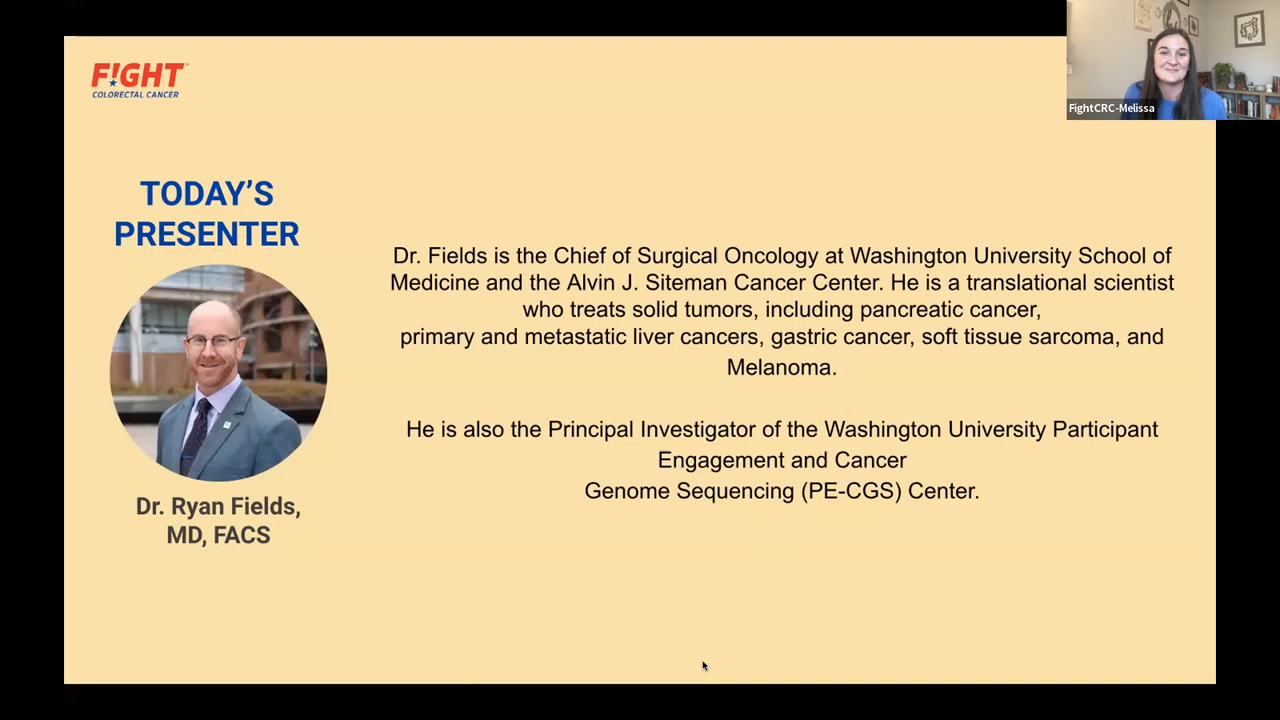 FIGHT
COLORECTAL CANCER
FightCRC-Melissa
TODAY'S
PRESENTER
Dr. Ryan Fields,
MD, FACS
Dr. Fields is the Chief of Surgical Oncology at Washington University School of
Medicine and the Alvin J. Siteman Cancer Center. He is a translational scientist
who treats solid tumors, including pancreatic cancer,
primary and metastatic liver cancers, gastric cancer, soft tissue sarcoma, and
Melanoma.
He is also the Principal Investigator of the Washington University Participant
Engagement and Cancer
Genome Sequencing (PE-CGS) Center.